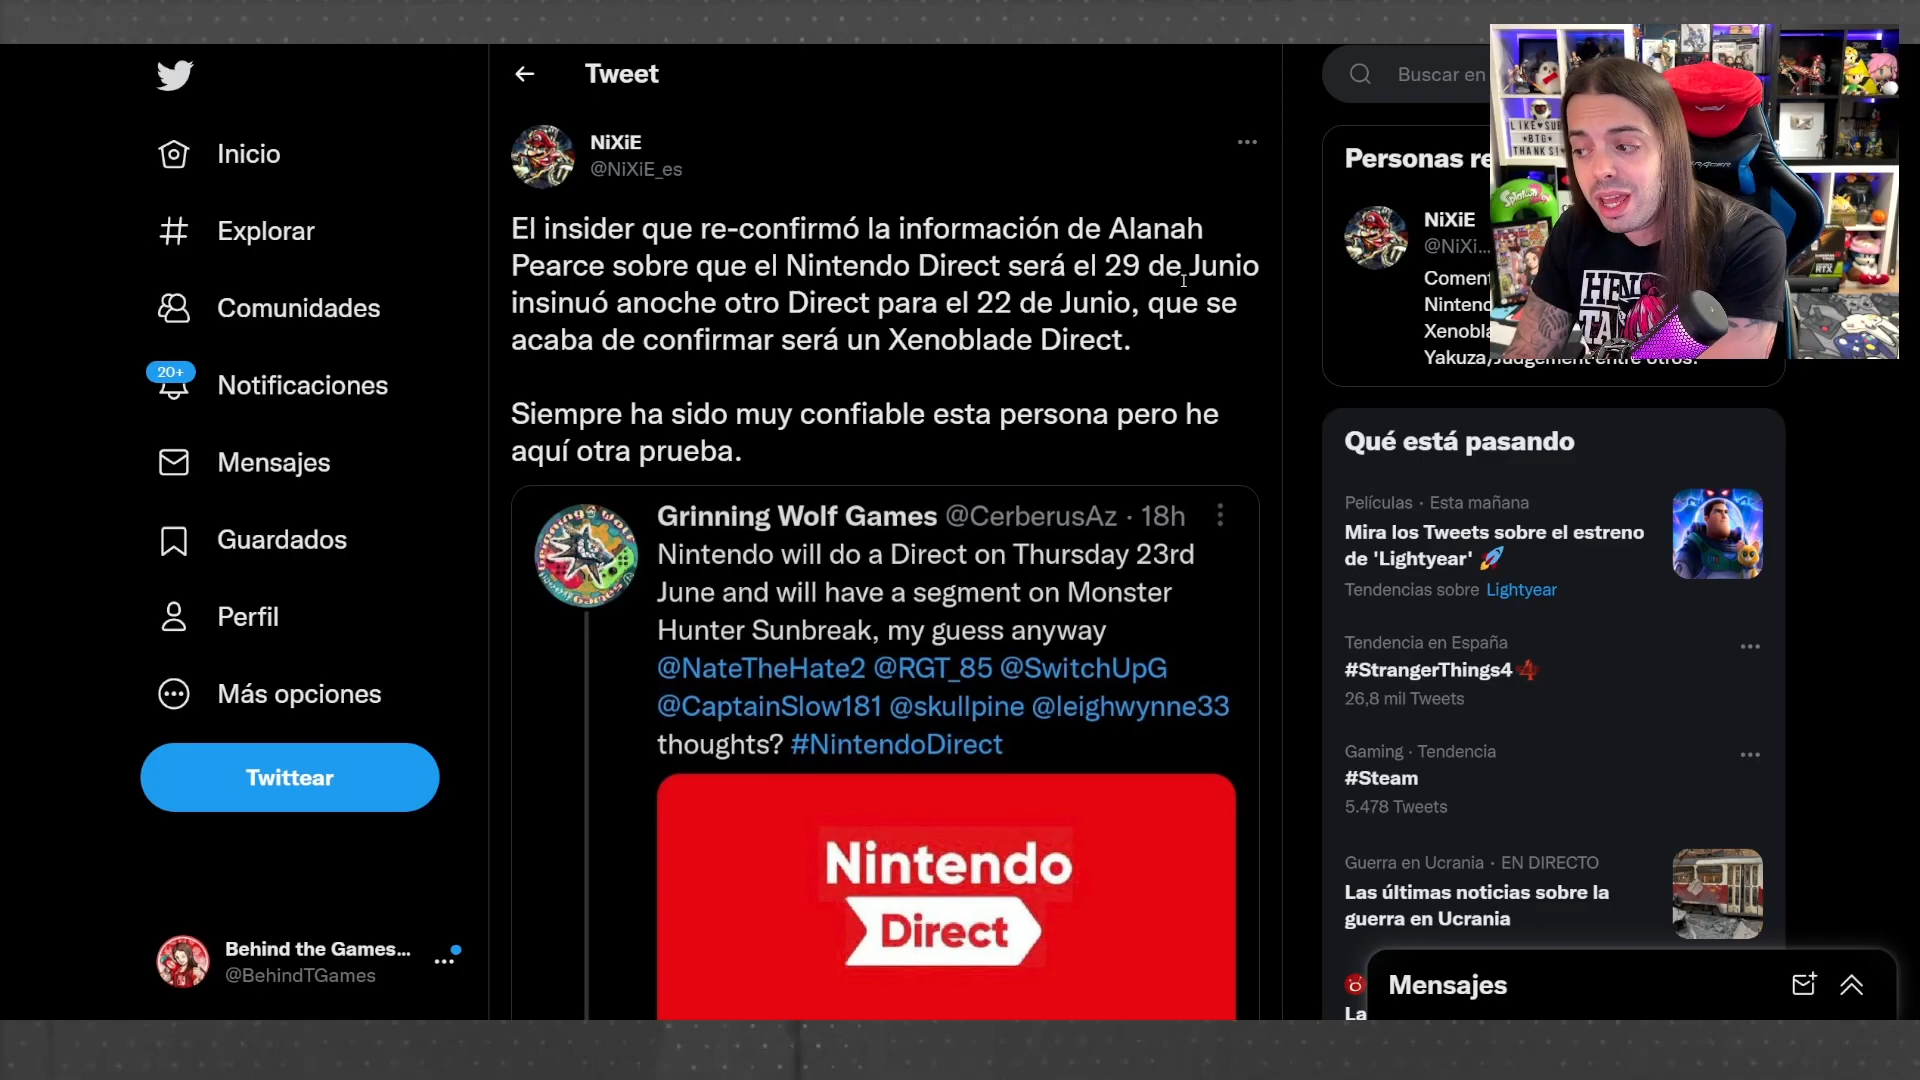 Tweet
Inicio
Explorar
Comunidades
20+
Notificaciones
Mensajes
Guardados
Perfil
Más opciones
Twittear
Behind the Games...
@BehindTGames
NiXiE
@NiXiE_es
El insider que re-confirmó la información de Alanah
Pearce sobre que el Nintendo Direct será el 29 de Junio
insinuó anoche otro Direct para el 22 de Junio, que se
acaba de confirmar será un Xenoblade Direct.
Siempre ha sido muy confiable esta persona pero he
aquí otra prueba.
Grinning Wolf Games @CerberusAz · 18h
Nintendo will do a Direct on Thursday 23rd
June and will have a segment on Monster
Hunter Sunbreak, my guess anyway
@NateTheHate2 @RGT_85 @SwitchUpG
@CaptainSlow181 @skullpine @leighwynne33
thoughts? #NintendoDirect
Nintendo
Direct
Buscar en
Personas re
NiXiE
@NiXi...
Coment
Nintend
Xenobla
Yakuza/Judgement entre otros.
LIKE♥SUB
★BTG★
THANKS!
Splatoon 2
Qué está pasando
Películas · Esta mañana
Mira los Tweets sobre el estreno
de 'Lightyear' 🚀
Tendencias sobre Lightyear
Tendencia en España
#StrangerThings4
26,8 mil Tweets
Gaming · Tendencia
#Steam
5.478 Tweets
Guerra en Ucrania · EN DIRECTO
Las últimas noticias sobre la
guerra en Ucrania
La
Mensajes